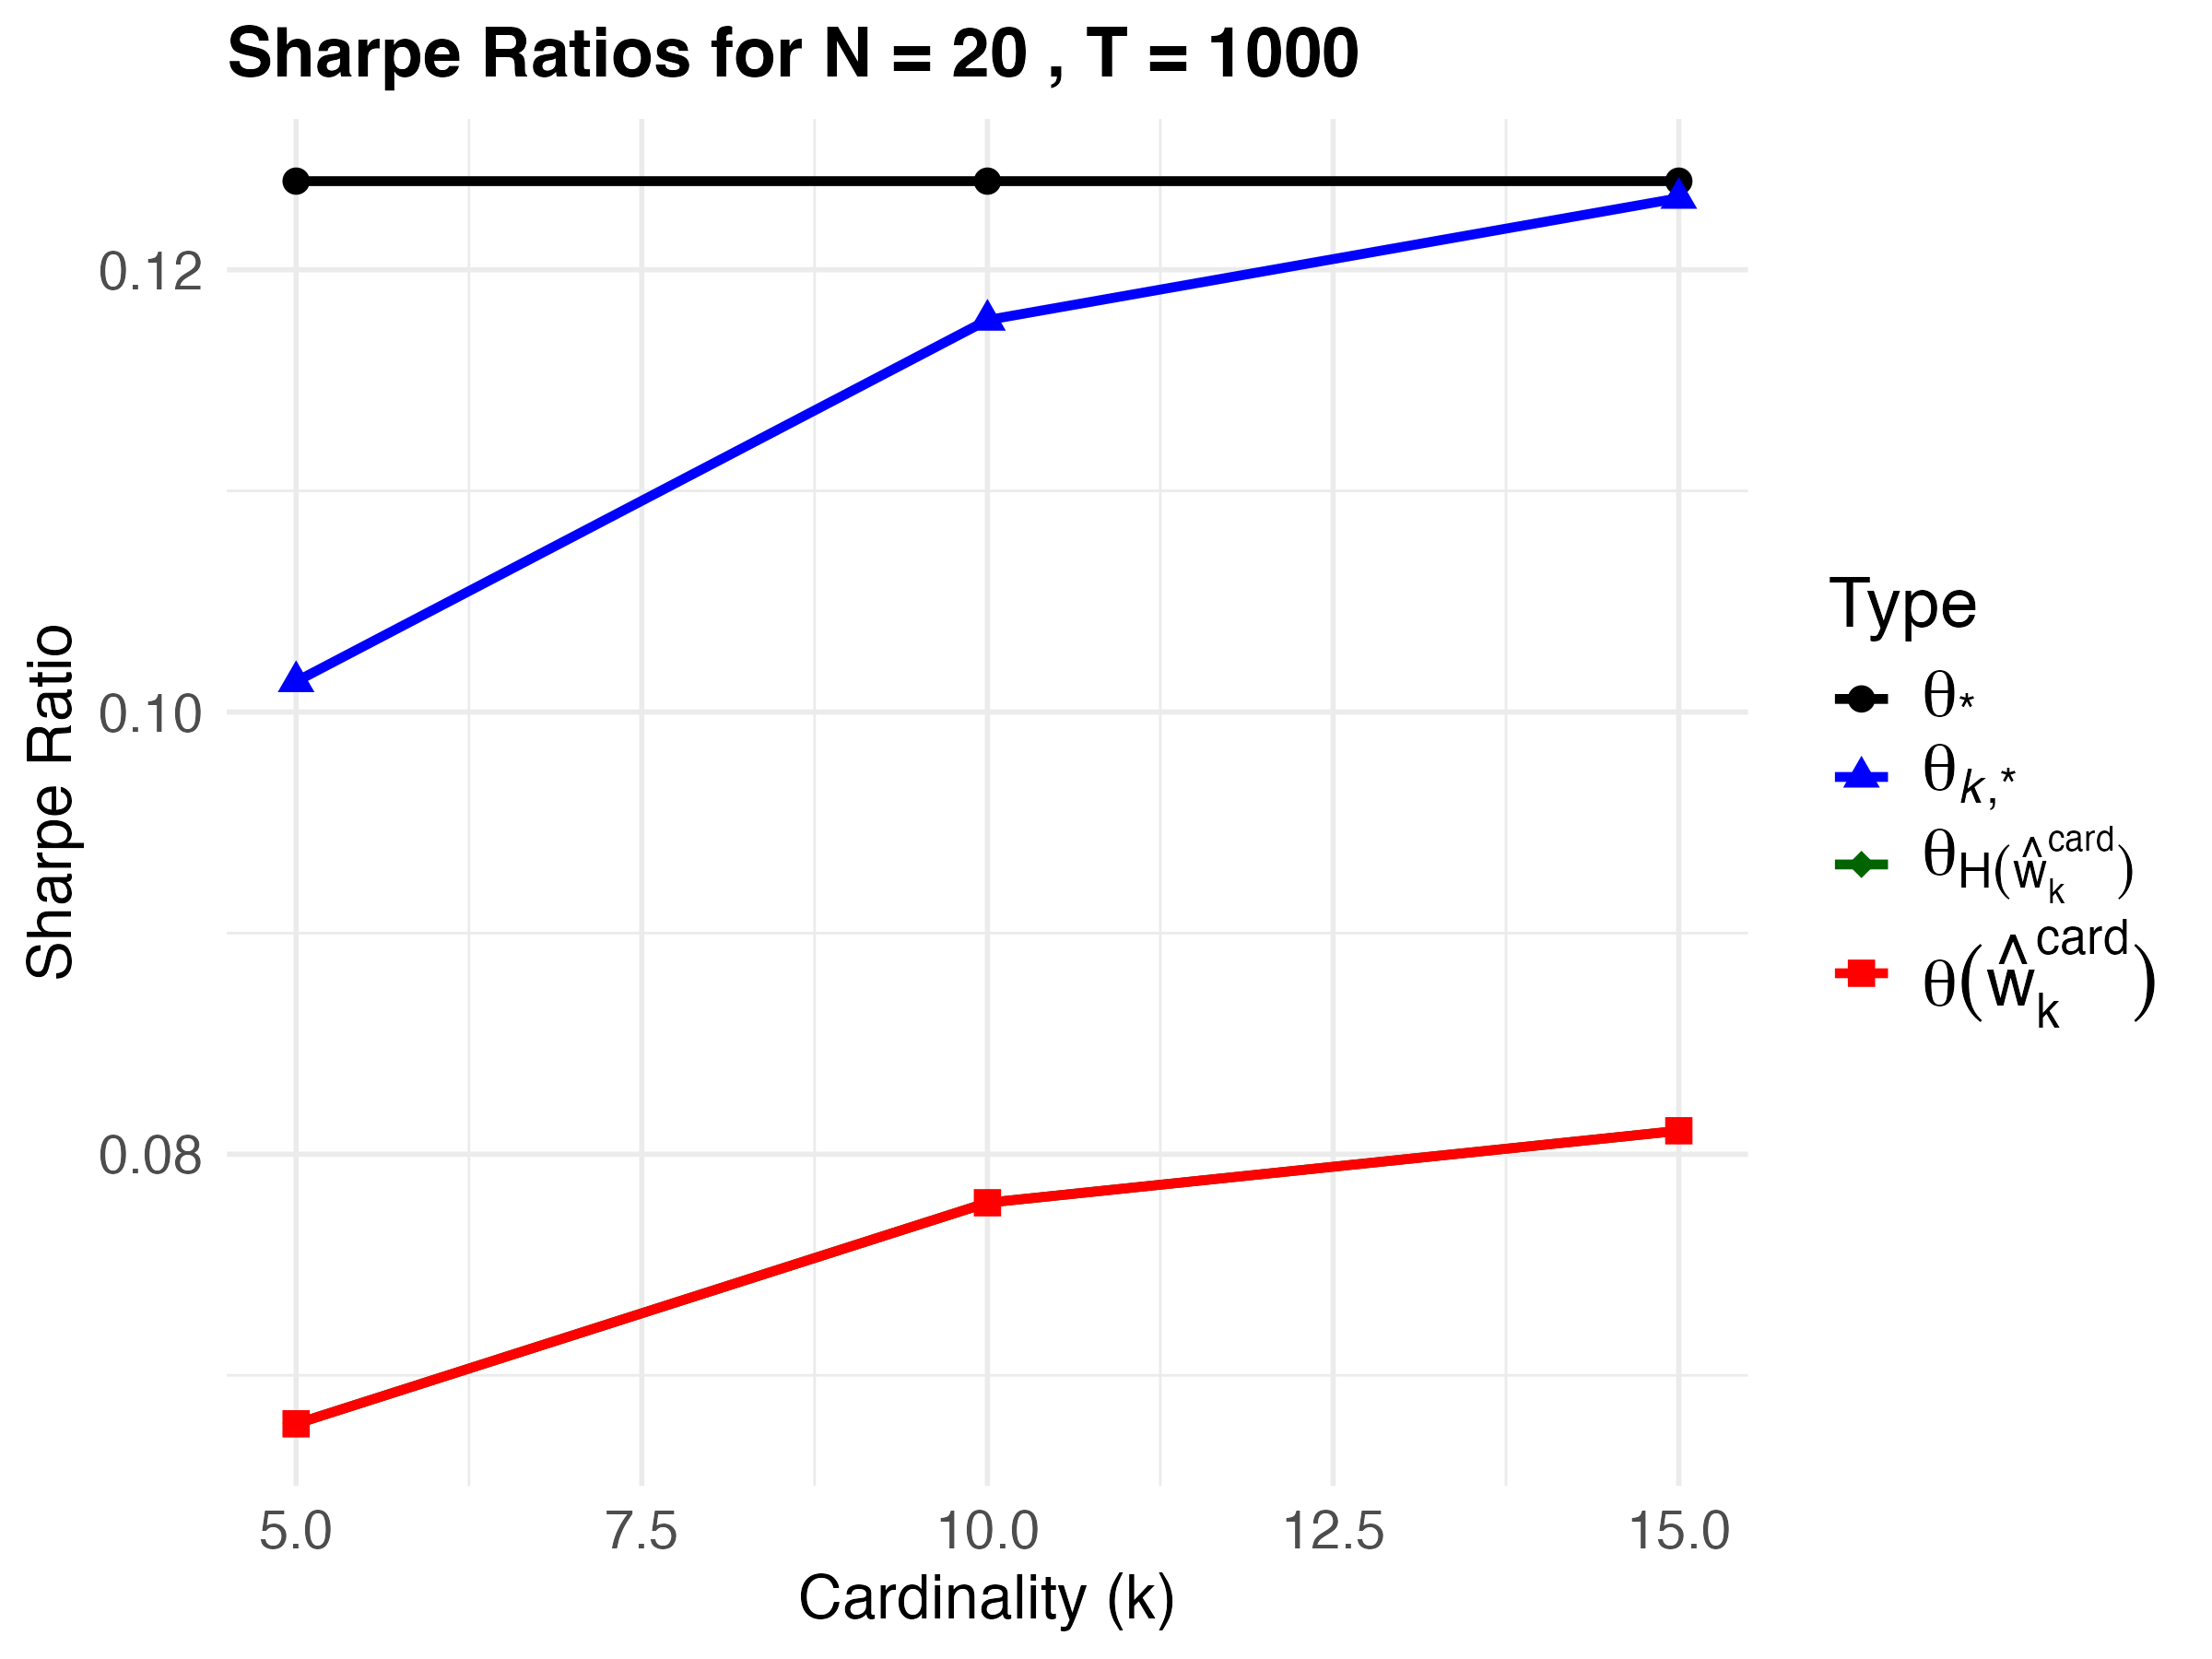 Sharpe Ratios for N = 20 , T = 1000
Sharpe Ratio
0.12
0.10
0.08
5.0 7.5 10.0 12.5 15.0
Cardinality (k)
Type
θ*
θk,*
θH(ŵkcard)
θ(ŵkcard)